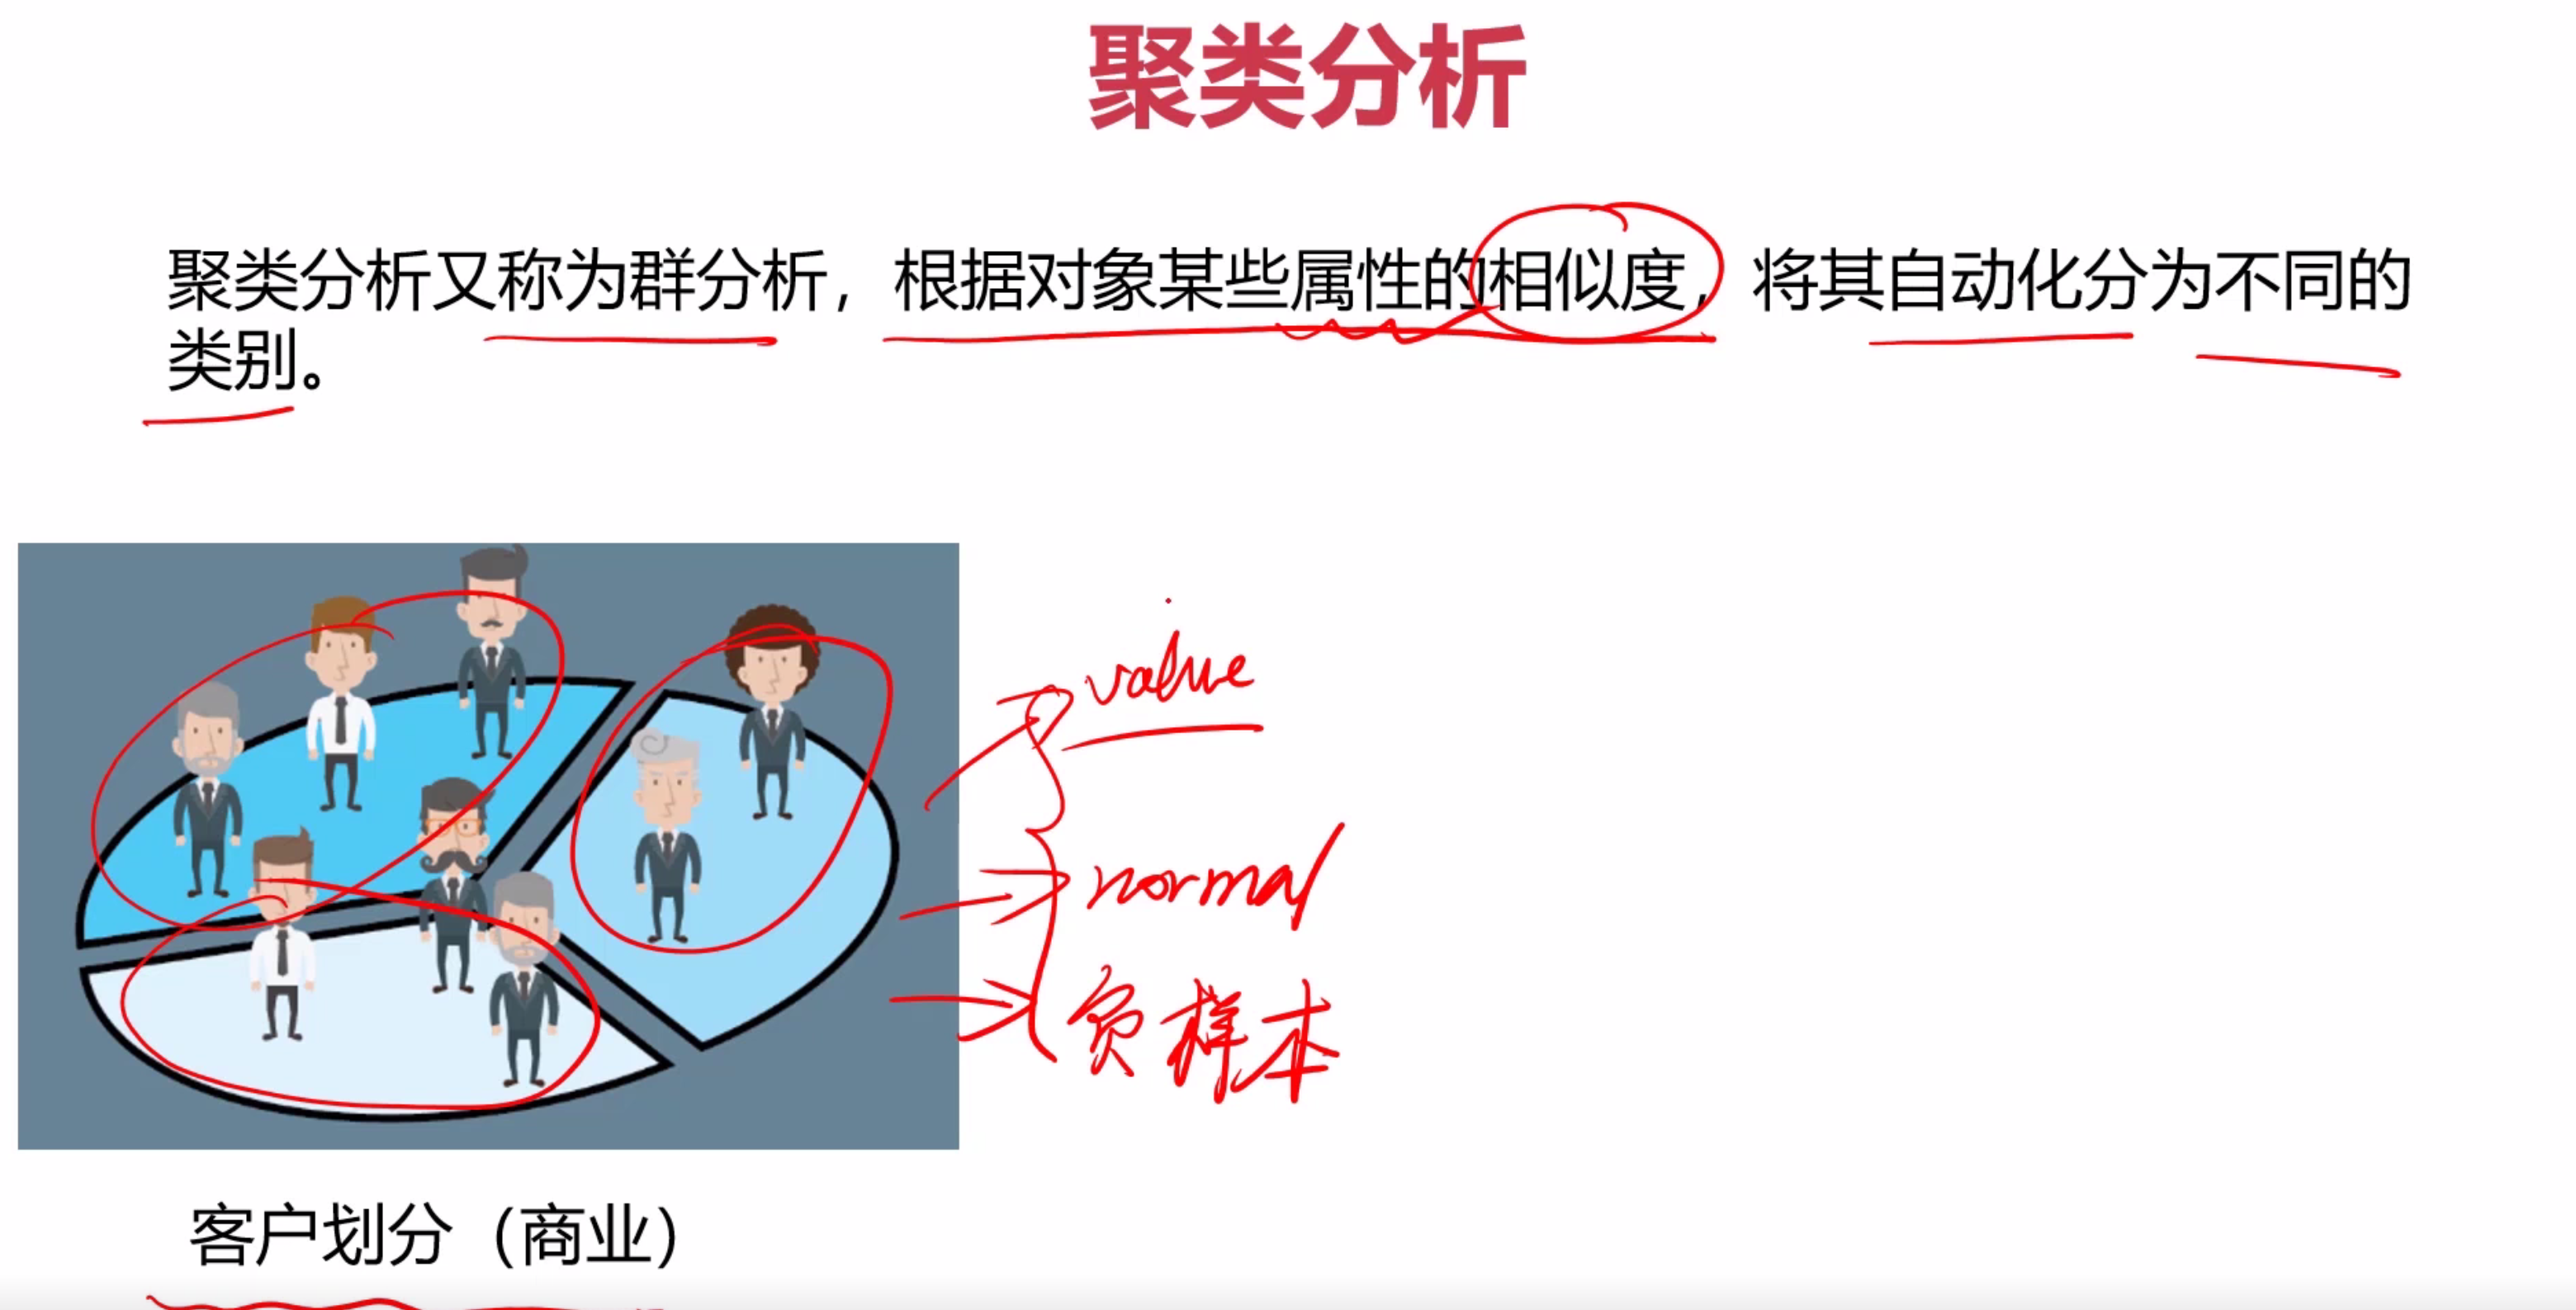 聚类分析
聚类分析又称为群分析，根据对象某些属性的相似度，将其自动化分为不同的
类别。
value
normal
负样本
客户划分（商业）